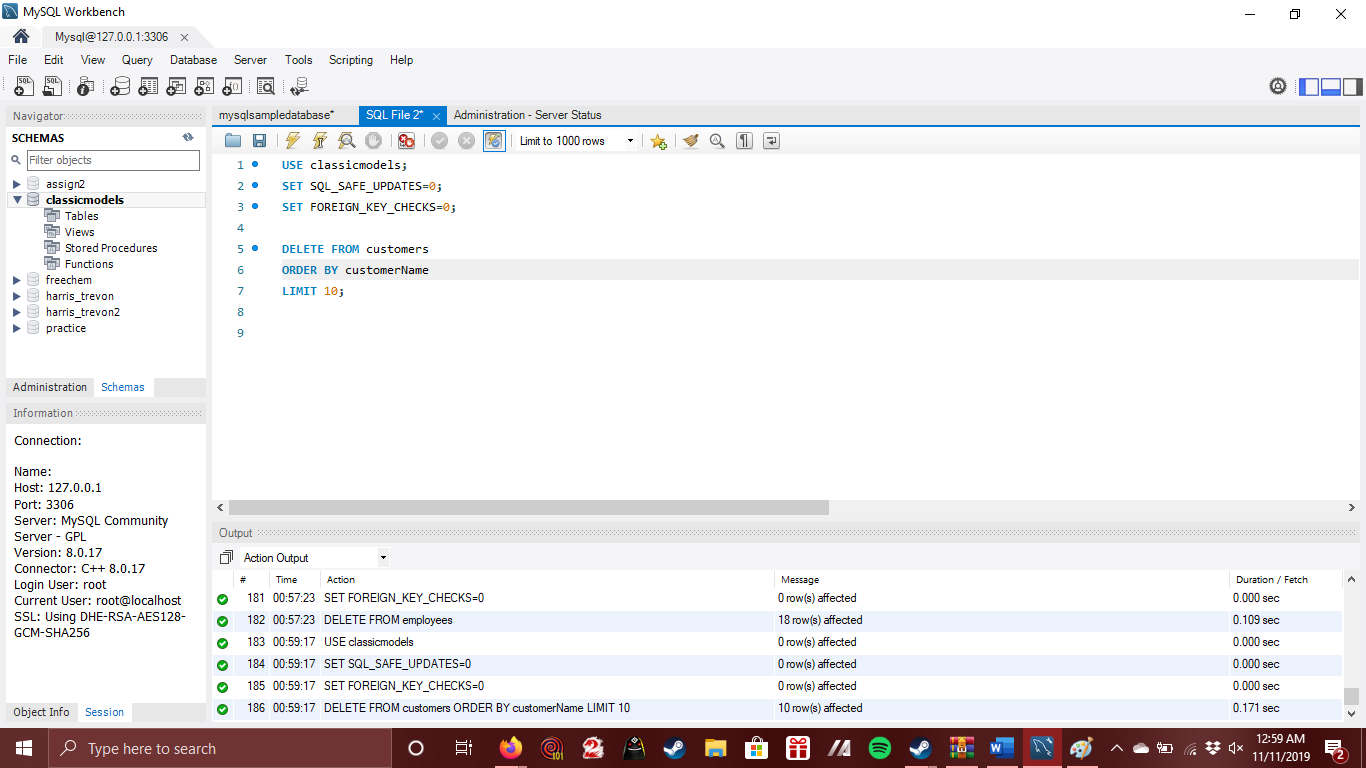 MySQL Workbench
Mysql@127.0.0.1:3306
File Edit View Query Database Server Tools Scripting Help
Navigator
SCHEMAS
Filter objects
assign2
classicmodels
Tables
Views
Stored Procedures
Functions
freechem
harris_trevon
harris_trevon2
practice
Administration Schemas
Information
Connection:
Name:
Host: 127.0.0.1
Port: 3306
Server: MySQL Community
Server - GPL
Version: 8.0.17
Connector: C++ 8.0.17
Login User: root
Current User: root@localhost
SSL: Using DHE-RSA-AES128-
GCM-SHA256
Object Info Session
mysqlsampledatabase* SQL File 2* Administration - Server Status
Limit to 1000 rows
1 USE classicmodels;
2 SET SQL_SAFE_UPDATES=0;
3 SET FOREIGN_KEY_CHECKS=0;
4
5 DELETE FROM customers
6 ORDER BY customerName
7 LIMIT 10;
8
9
Output
Action Output
# Time Action Message Duration / Fetch
181 00:57:23 SET FOREIGN_KEY_CHECKS=0 0 row(s) affected 0.000 sec
182 00:57:23 DELETE FROM employees 18 row(s) affected 0.109 sec
183 00:59:17 USE classicmodels 0 row(s) affected 0.000 sec
184 00:59:17 SET SQL_SAFE_UPDATES=0 0 row(s) affected 0.000 sec
185 00:59:17 SET FOREIGN_KEY_CHECKS=0 0 row(s) affected 0.000 sec
186 00:59:17 DELETE FROM customers ORDER BY customerName LIMIT 10 10 row(s) affected 0.171 sec
Type here to search
12:59 AM
11/11/2019
2